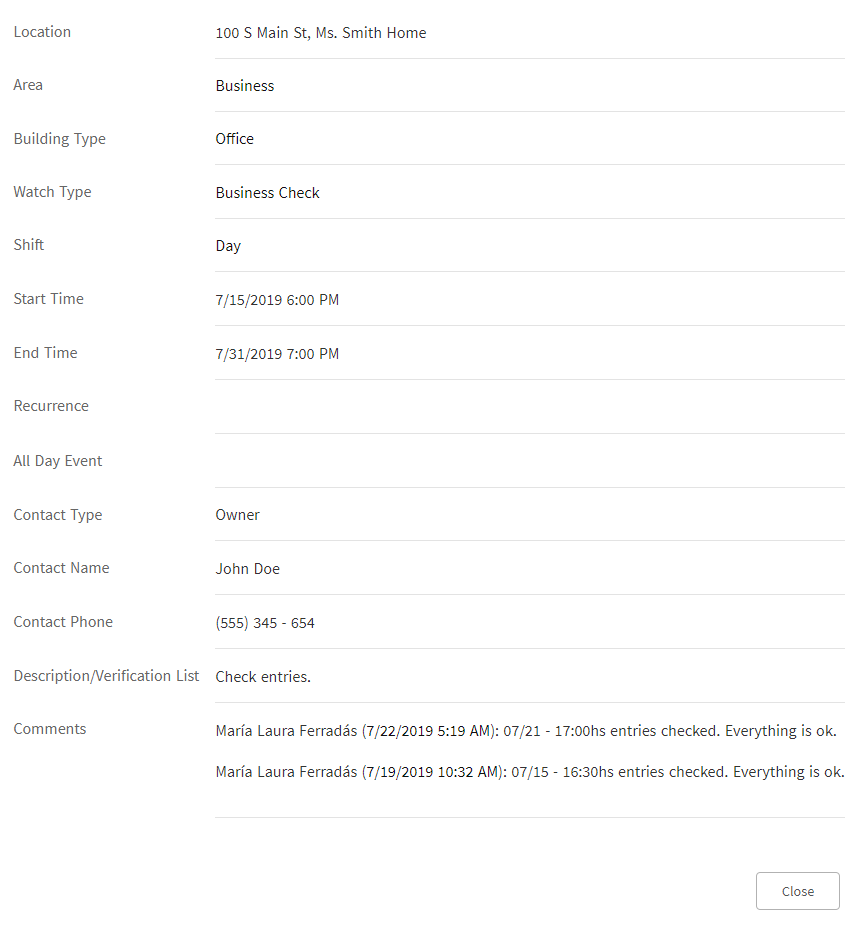 Location 100 S Main St, Ms. Smith Home
Area Business
Building Type Office
Watch Type Business Check
Shift Day
Start Time 7/15/2019 6:00 PM
End Time 7/31/2019 7:00 PM
Recurrence
All Day Event
Contact Type Owner
Contact Name John Doe
Contact Phone (555) 345 - 654
Description/Verification List Check entries.
Comments María Laura Ferradás (7/22/2019 5:19 AM): 07/21 - 17:00hs entries checked. Everything is ok.
María Laura Ferradás (7/19/2019 10:32 AM): 07/15 - 16:30hs entries checked. Everything is ok.
Close